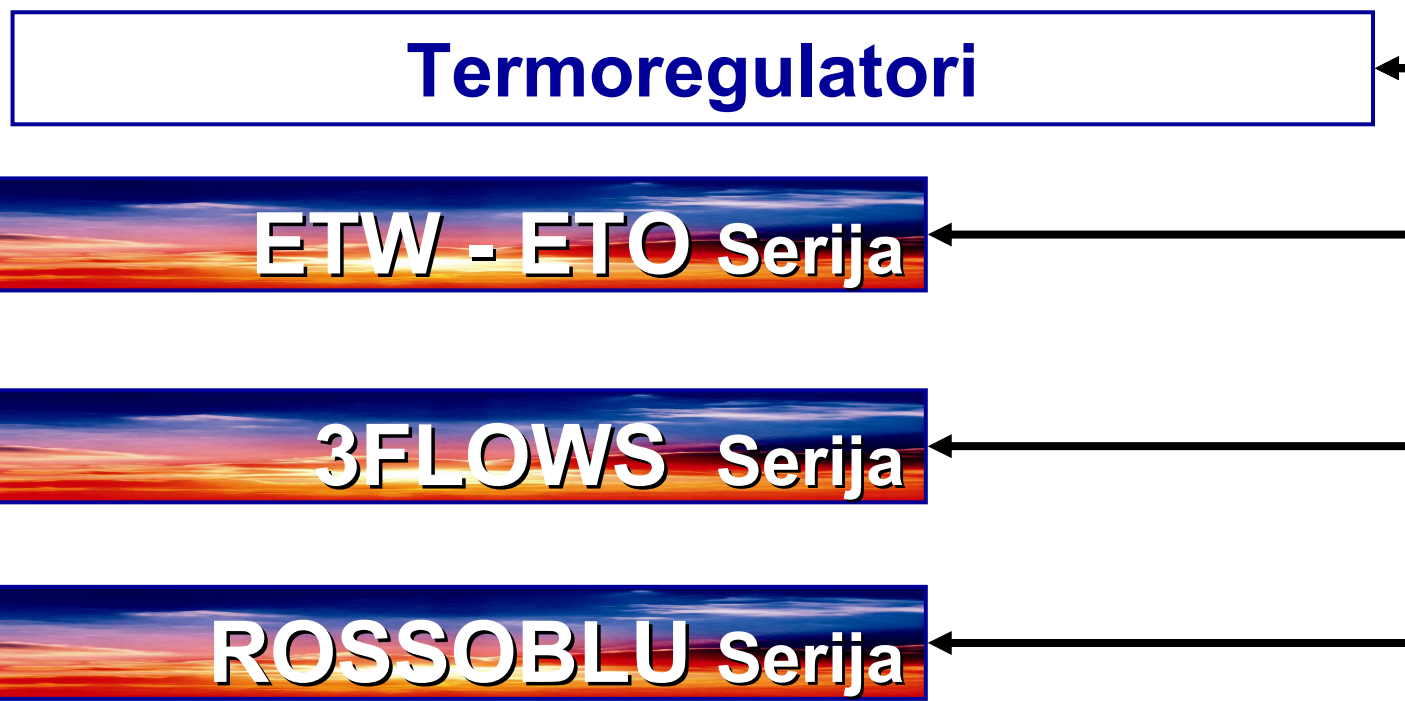 Termoregulatori
ETW - ETO Serija
3FLOWS Serija
ROSSOBLU Serija